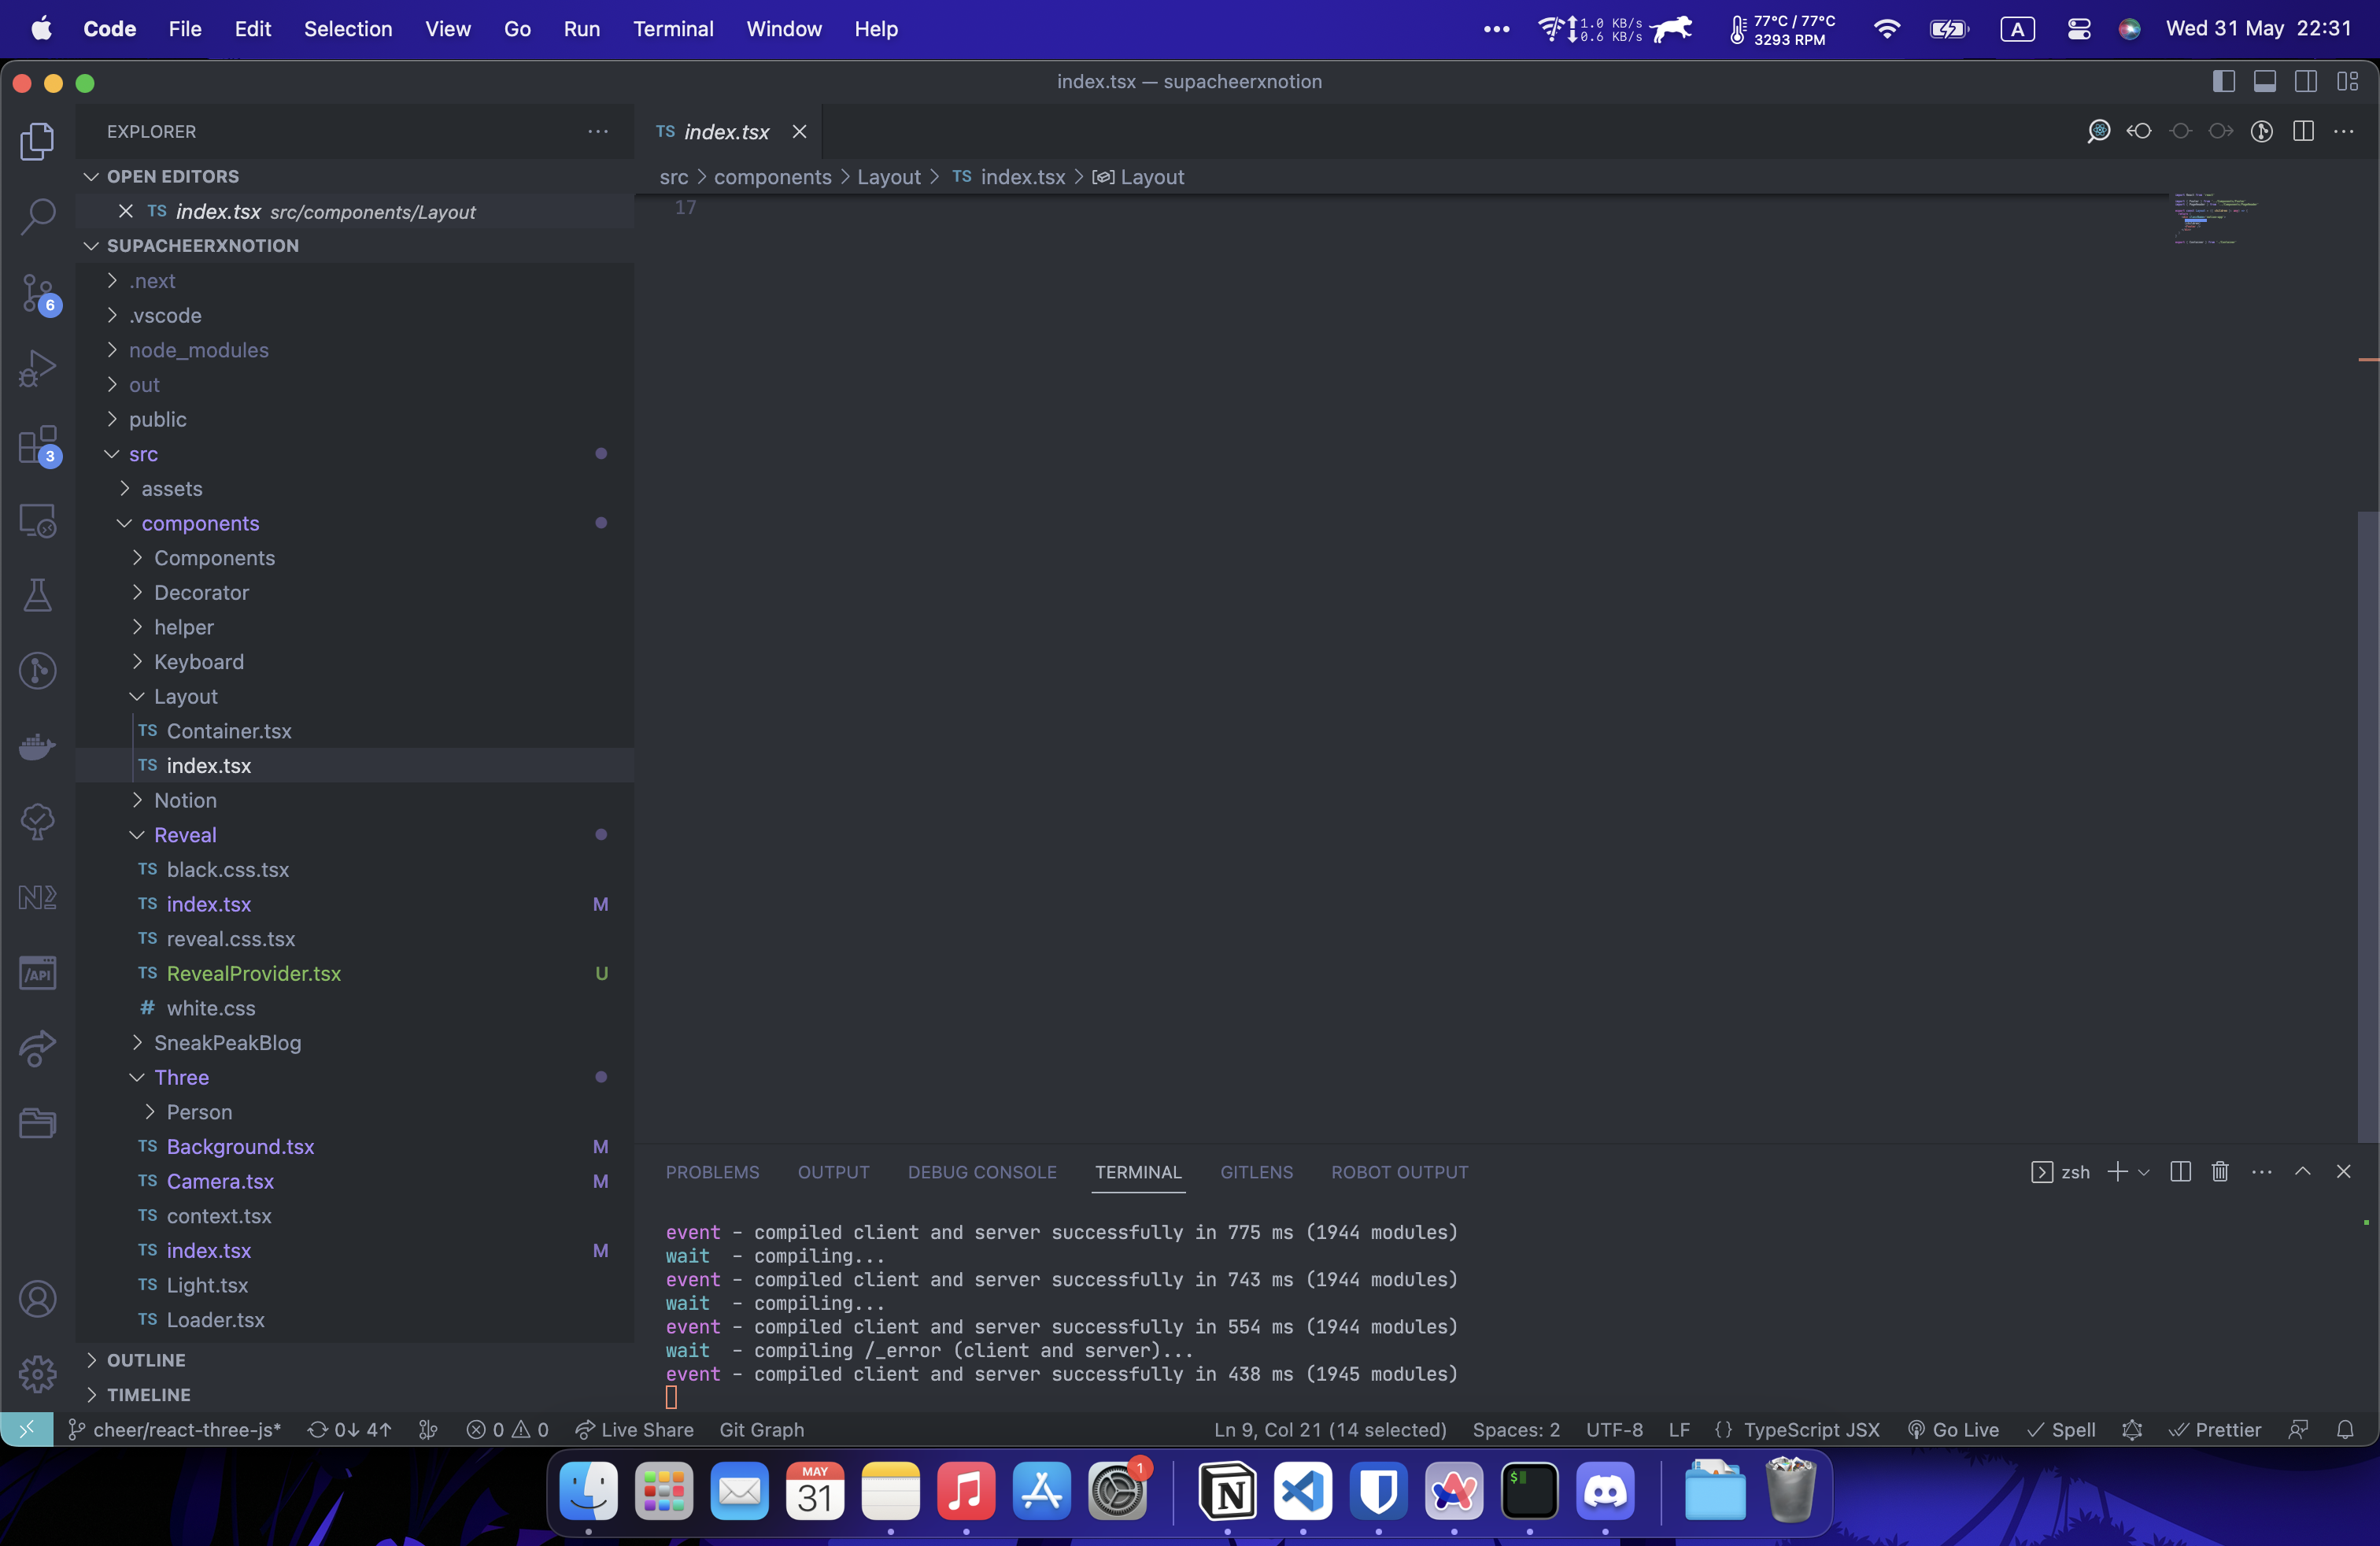 Code File Edit Selection View Go Run Terminal Window Help
1.0 KB/s
0.6 KB/s
77°C / 77°C
3293 RPM
A
Wed 31 May 22:31
index.tsx — supacheerxnotion
EXPLORER
TS index.tsx
OPEN EDITORS
TS index.tsx src/components/Layout
src > components > Layout > TS index.tsx > Layout
17
SUPACHEERXNOTION
.next
.vscode
node_modules
out
public
src
assets
components
Components
Decorator
helper
Keyboard
Layout
TS Container.tsx
TS index.tsx
Notion
Reveal
TS black.css.tsx
TS index.tsx M
TS reveal.css.tsx
TS RevealProvider.tsx U
# white.css
SneakPeakBlog
Three
Person
TS Background.tsx M
TS Camera.tsx M
TS context.tsx
TS index.tsx M
TS Light.tsx
TS Loader.tsx
OUTLINE
TIMELINE
6
3
/API
PROBLEMS OUTPUT DEBUG CONSOLE TERMINAL GITLENS ROBOT OUTPUT
zsh
event - compiled client and server successfully in 775 ms (1944 modules)
wait - compiling...
event - compiled client and server successfully in 743 ms (1944 modules)
wait - compiling...
event - compiled client and server successfully in 554 ms (1944 modules)
wait - compiling /_error (client and server)...
event - compiled client and server successfully in 438 ms (1945 modules)
cheer/react-three-js* 0↓ 4↑ 0 0 Live Share Git Graph
Ln 9, Col 21 (14 selected) Spaces: 2 UTF-8 LF {} TypeScript JSX Go Live Spell Prettier
MAY
31
1
N
$